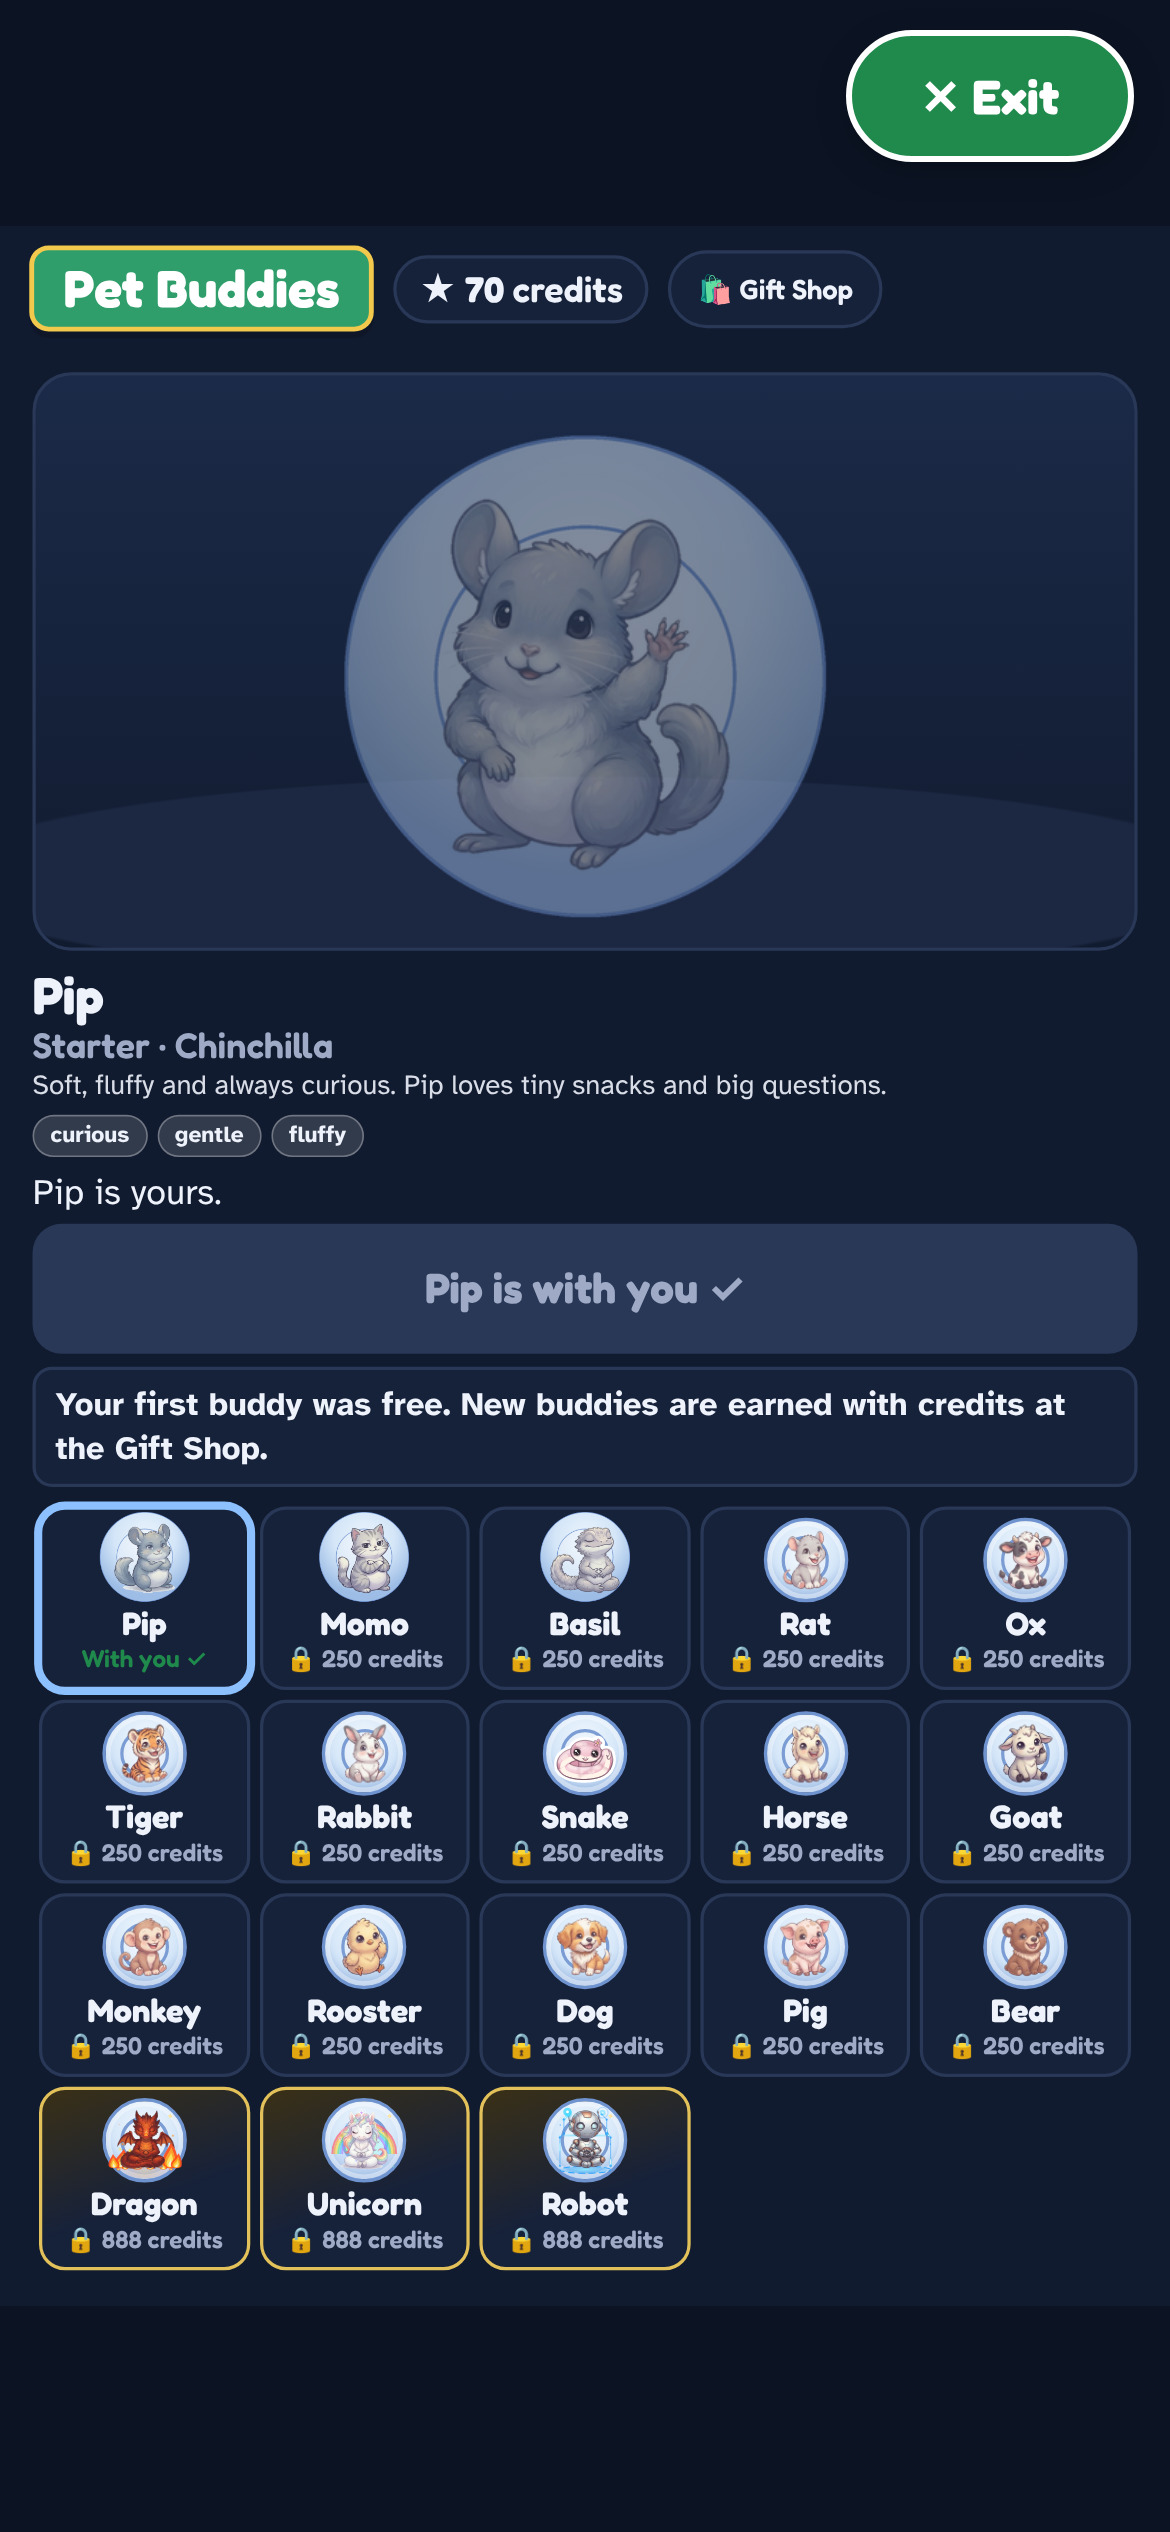 ✕ Exit
Pet Buddies
★ 70 credits
🛍️ Gift Shop
Pip
Starter · Chinchilla
Soft, fluffy and always curious. Pip loves tiny snacks and big questions.
curious gentle fluffy
Pip is yours.
Pip is with you ✓
Your first buddy was free. New buddies are earned with credits at
the Gift Shop.
Pip
With you ✓
Momo
🔒 250 credits
Basil
🔒 250 credits
Rat
🔒 250 credits
Ox
🔒 250 credits
Tiger
🔒 250 credits
Rabbit
🔒 250 credits
Snake
🔒 250 credits
Horse
🔒 250 credits
Goat
🔒 250 credits
Monkey
🔒 250 credits
Rooster
🔒 250 credits
Dog
🔒 250 credits
Pig
🔒 250 credits
Bear
🔒 250 credits
Dragon
🔒 888 credits
Unicorn
🔒 888 credits
Robot
🔒 888 credits